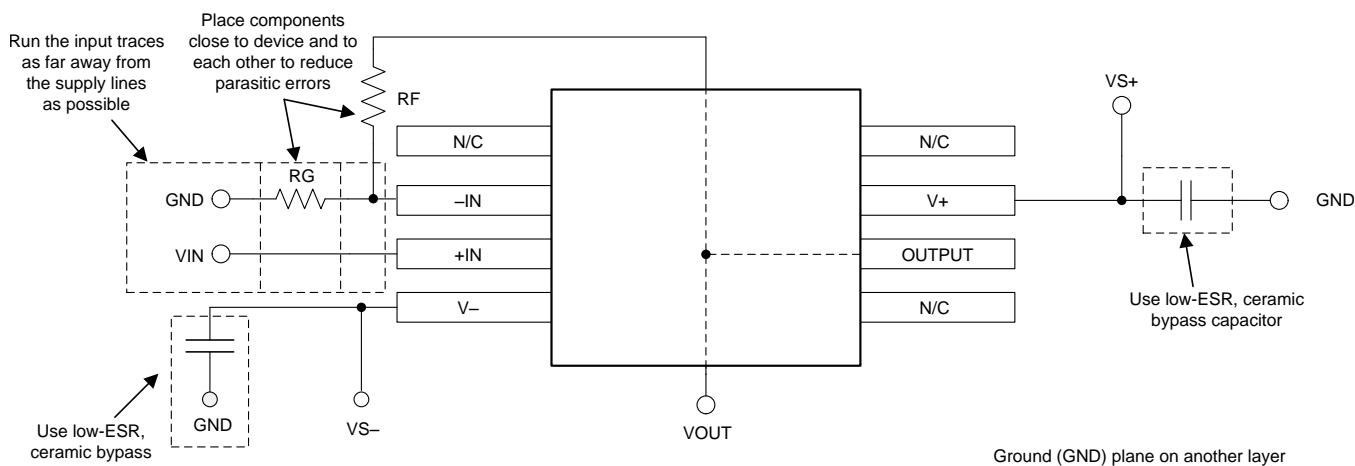 Place components
close to device and to
each other to reduce
parasitic errors
Run the input traces
as far away from
the supply lines
as possible
RF
VS+
N/C
N/C
RG
GND
–IN
V+
GND
VIN
+IN
OUTPUT
V–
N/C
Use low-ESR, ceramic
bypass capacitor
GND
VS–
VOUT
Use low-ESR,
ceramic bypass
Ground (GND) plane on another layer